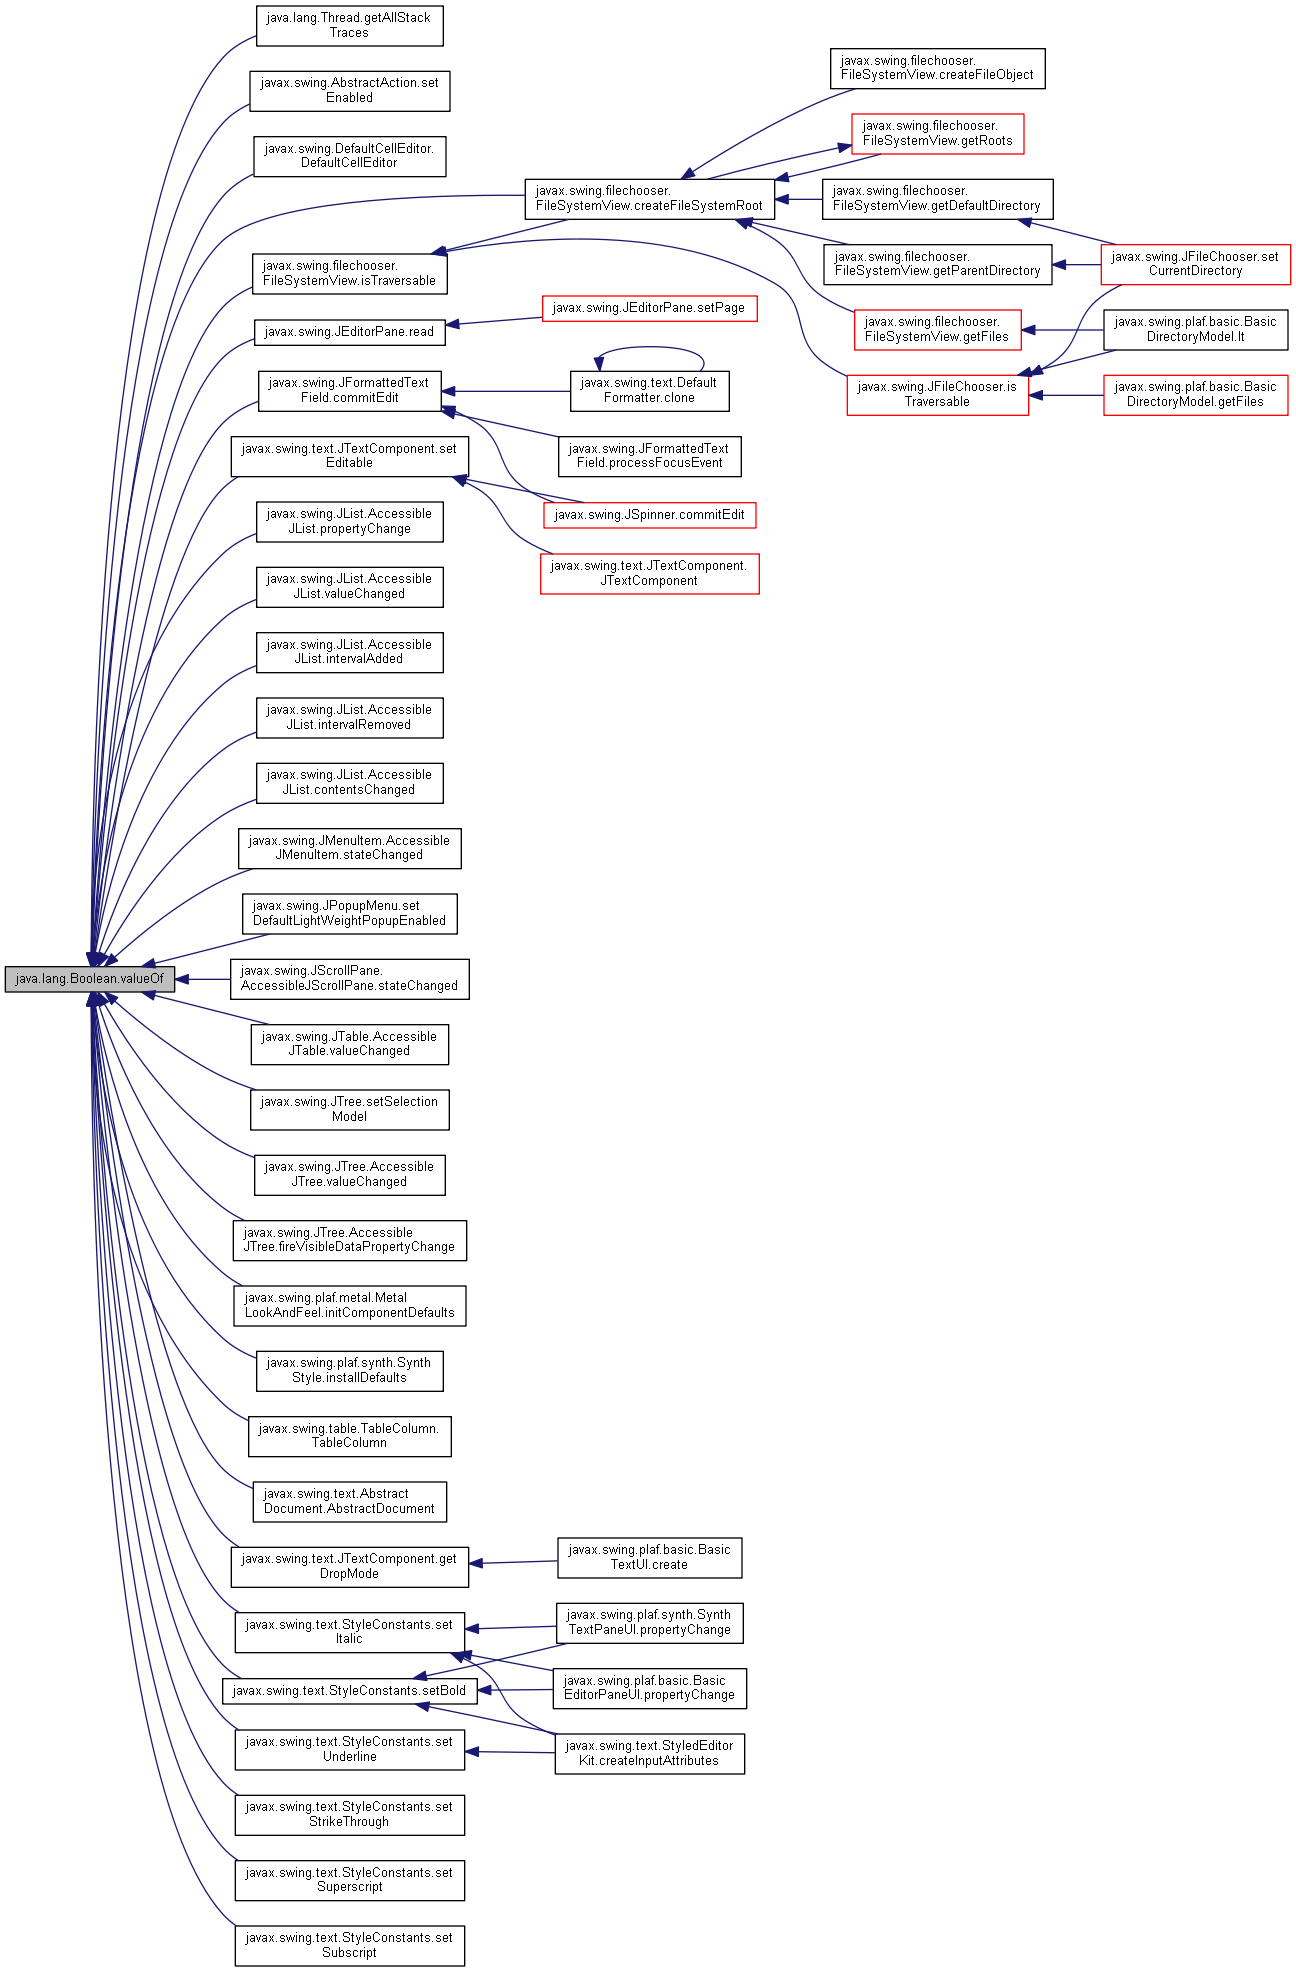 java.lang.Thread.getAllStack
Traces
javax.swing.AbstractAction.set
Enabled
javax.swing.DefaultCellEditor.
DefaultCellEditor
javax.swing.filechooser.
FileSystemView.createFileSystemRoot
javax.swing.filechooser.
FileSystemView.createFileObject
javax.swing.filechooser.
FileSystemView.getRoots
javax.swing.filechooser.
FileSystemView.getDefaultDirectory
javax.swing.filechooser.
FileSystemView.getParentDirectory
javax.swing.JFileChooser.set
CurrentDirectory
javax.swing.filechooser.
FileSystemView.isTraversable
javax.swing.filechooser.
FileSystemView.getFiles
javax.swing.plaf.basic.Basic
DirectoryModel.lt
javax.swing.JFileChooser.is
Traversable
javax.swing.plaf.basic.Basic
DirectoryModel.getFiles
javax.swing.JEditorPane.read
javax.swing.JEditorPane.setPage
javax.swing.JFormattedText
Field.commitEdit
javax.swing.text.Default
Formatter.clone
javax.swing.JFormattedText
Field.processFocusEvent
javax.swing.text.JTextComponent.set
Editable
javax.swing.JSpinner.commitEdit
javax.swing.text.JTextComponent.
JTextComponent
javax.swing.JList.Accessible
JList.propertyChange
javax.swing.JList.Accessible
JList.valueChanged
javax.swing.JList.Accessible
JList.intervalAdded
javax.swing.JList.Accessible
JList.intervalRemoved
javax.swing.JList.Accessible
JList.contentsChanged
javax.swing.JMenuItem.Accessible
JMenuItem.stateChanged
javax.swing.JPopupMenu.set
DefaultLightWeightPopupEnabled
java.lang.Boolean.valueOf
javax.swing.JScrollPane.
AccessibleJScrollPane.stateChanged
javax.swing.JTable.Accessible
JTable.valueChanged
javax.swing.JTree.setSelection
Model
javax.swing.JTree.Accessible
JTree.valueChanged
javax.swing.JTree.Accessible
JTree.fireVisibleDataPropertyChange
javax.swing.plaf.metal.Metal
LookAndFeel.initComponentDefaults
javax.swing.plaf.synth.Synth
Style.installDefaults
javax.swing.table.TableColumn.
TableColumn
javax.swing.text.Abstract
Document.AbstractDocument
javax.swing.text.JTextComponent.get
DropMode
javax.swing.plaf.basic.Basic
TextUI.create
javax.swing.text.StyleConstants.set
Italic
javax.swing.plaf.synth.Synth
TextPaneUI.propertyChange
javax.swing.text.StyleConstants.setBold
javax.swing.plaf.basic.Basic
EditorPaneUI.propertyChange
javax.swing.text.StyleConstants.set
Underline
javax.swing.text.StyledEditor
Kit.createInputAttributes
javax.swing.text.StyleConstants.set
StrikeThrough
javax.swing.text.StyleConstants.set
Superscript
javax.swing.text.StyleConstants.set
Subscript